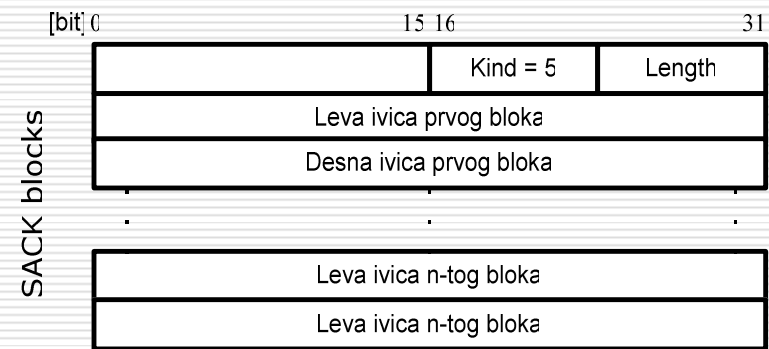 [bit] 0 15 16 31
Kind = 5 Length
Leva ivica prvog bloka
Desna ivica prvog bloka
SACK blocks
Leva ivica n-tog bloka
Leva ivica n-tog bloka